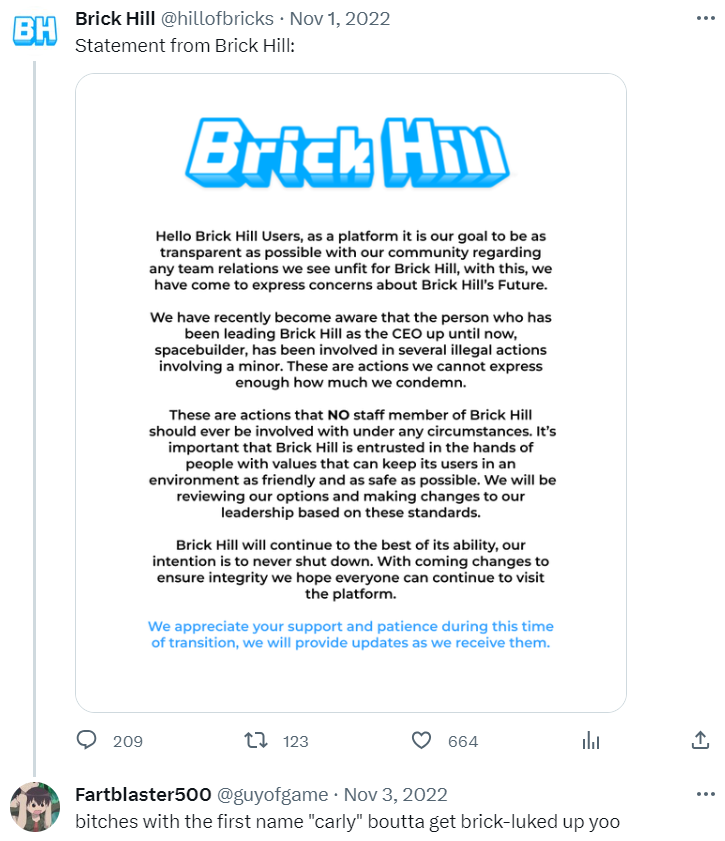 BH
Brick Hill @hillofbricks · Nov 1, 2022
Statement from Brick Hill:
Brick Hill
Hello Brick Hill Users, as a platform it is our goal to be as
transparent as possible with our community regarding
any team relations we see unfit for Brick Hill, with this, we
have come to express concerns about Brick Hill's Future.
We have recently become aware that the person who has
been leading Brick Hill as the CEO up until now,
spacebuilder, has been involved in several illegal actions
involving a minor. These are actions we cannot express
enough how much we condemn.
These are actions that NO staff member of Brick Hill
should ever be involved with under any circumstances. It's
important that Brick Hill is entrusted in the hands of
people with values that can keep its users in an
environment as friendly and as safe as possible. We will be
reviewing our options and making changes to our
leadership based on these standards.
Brick Hill will continue to the best of its ability, our
intention is to never shut down. With coming changes to
ensure integrity we hope everyone can continue to visit
the platform.
We appreciate your support and patience during this time
of transition, we will provide updates as we receive them.
209 123 664
Fartblaster500 @guyofgame · Nov 3, 2022
bitches with the first name "carly" boutta get brick-luked up yoo